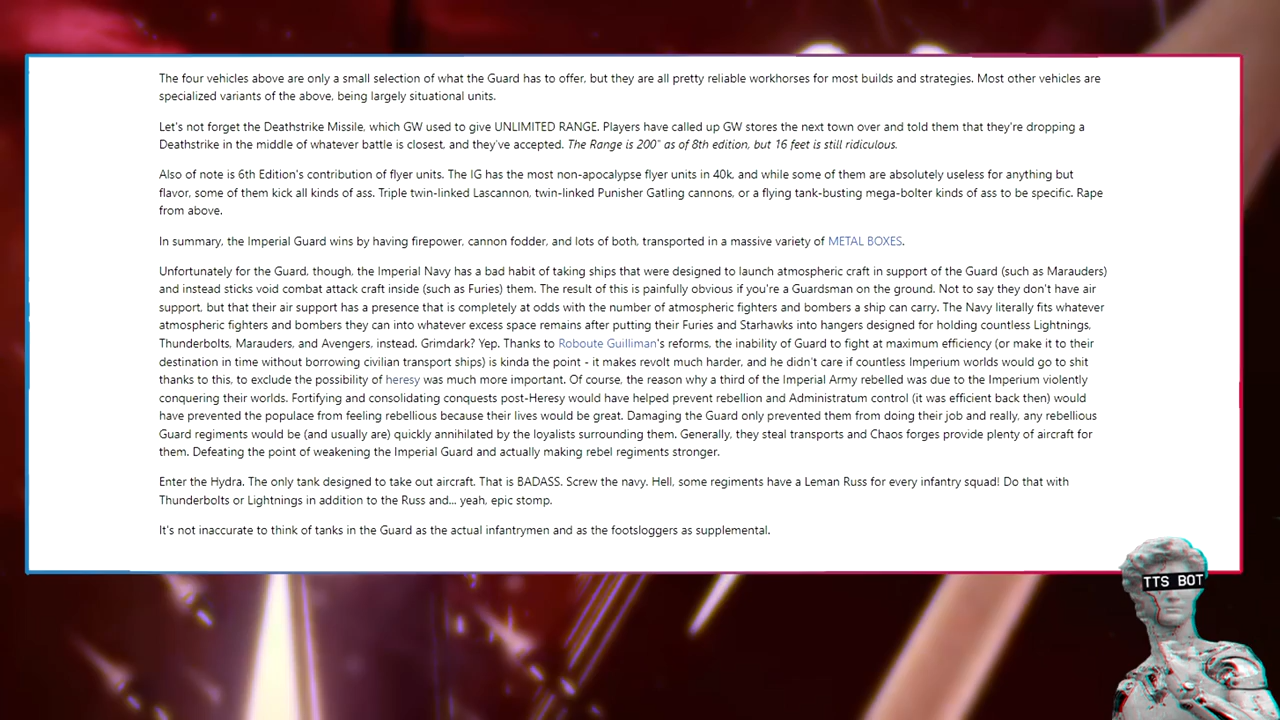 The four vehicles above are only a small selection of what the Guard has to offer, but they are all pretty reliable workhorses for most builds and strategies. Most other vehicles are
specialized variants of the above, being largely situational units.
Let's not forget the Deathstrike Missile, which GW used to give UNLIMITED RANGE. Players have called up GW stores the next town over and told them that they're dropping a
Deathstrike in the middle of whatever battle is closest, and they've accepted. The Range is 200" as of 8th edition, but 16 feet is still ridiculous.
Also of note is 6th Edition's contribution of flyer units. The IG has the most non-apocalypse flyer units in 40k, and while some of them are absolutely useless for anything but
flavor, some of them kick all kinds of ass. Triple twin-linked Lascannon, twin-linked Punisher Gatling cannons, or a flying tank-busting mega-bolter kinds of ass to be specific. Rape
from above.
In summary, the Imperial Guard wins by having firepower, cannon fodder, and lots of both, transported in a massive variety of METAL BOXES.
Unfortunately for the Guard, though, the Imperial Navy has a bad habit of taking ships that were designed to launch atmospheric craft in support of the Guard (such as Marauders)
and instead sticks void combat attack craft inside (such as Furies) them. The result of this is painfully obvious if you're a Guardsman on the ground. Not to say they don't have air
support, but that their air support has a presence that is completely at odds with the number of atmospheric fighters and bombers a ship can carry. The Navy literally fits whatever
atmospheric fighters and bombers they can into whatever excess space remains after putting their Furies and Starhawks into hangers designed for holding countless Lightnings,
Thunderbolts, Marauders, and Avengers, instead. Grimdark? Yep. Thanks to Roboute Guilliman's reforms, the inability of Guard to fight at maximum efficiency (or make it to their
destination in time without borrowing civilian transport ships) is kinda the point - it makes revolt much harder, and he didn't care if countless Imperium worlds would go to shit
thanks to this, to exclude the possibility of heresy was much more important. Of course, the reason why a third of the Imperial Army rebelled was due to the Imperium violently
conquering their worlds. Fortifying and consolidating conquests post-Heresy would have helped prevent rebellion and Administratum control (it was efficient back then) would
have prevented the populace from feeling rebellious because their lives would be great. Damaging the Guard only prevented them from doing their job and really, any rebellious
Guard regiments would be (and usually are) quickly annihilated by the loyalists surrounding them. Generally, they steal transports and Chaos forges provide plenty of aircraft for
them. Defeating the point of weakening the Imperial Guard and actually making rebel regiments stronger.
Enter the Hydra. The only tank designed to take out aircraft. That is BADASS. Screw the navy. Hell, some regiments have a Leman Russ for every infantry squad! Do that with
Thunderbolts or Lightnings in addition to the Russ and... yeah, epic stomp.
It's not inaccurate to think of tanks in the Guard as the actual infantrymen and as the footsloggers as supplemental.
TTS BOT